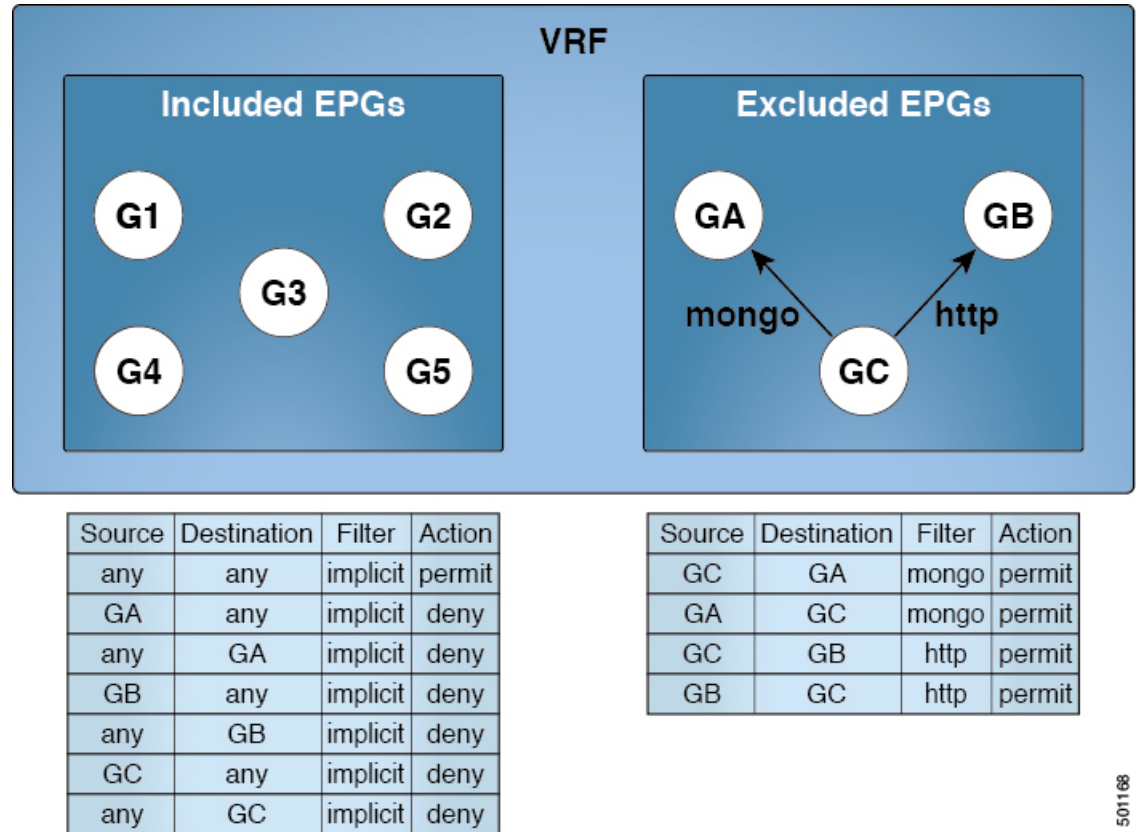 VRF
Included EPGs
G1
G2
G3
G4
G5
Excluded EPGs
GA
GB
mongo
http
GC
Source Destination Filter Action
any any implicit permit
GA any implicit deny
any GA implicit deny
GB any implicit deny
any GB implicit deny
GC any implicit deny
any GC implicit deny
Source Destination Filter Action
GC GA mongo permit
GA GC mongo permit
GC GB http permit
GB GC http permit
501168